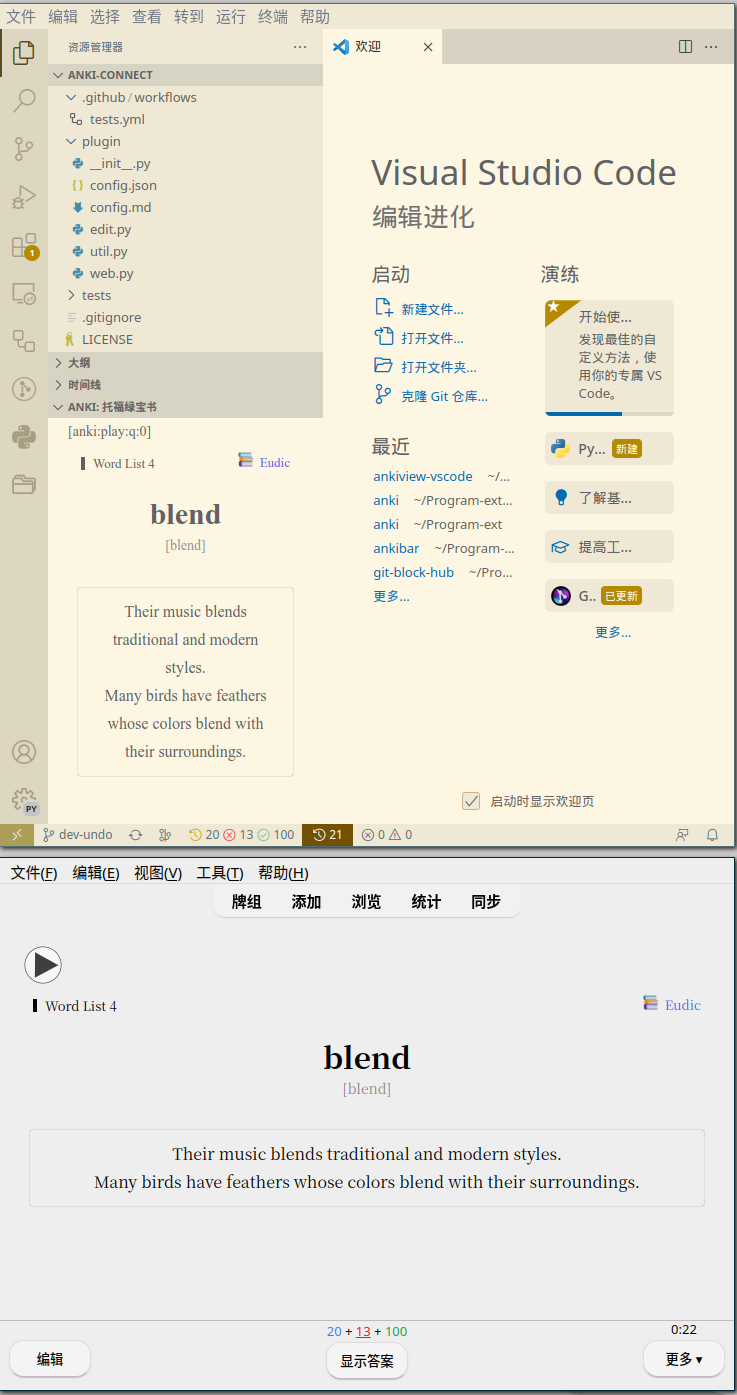 文件 编辑 选择 查看 转到 运行 终端 帮助
资源管理器 ···
ANKI-CONNECT
.github / workflows
tests.yml
plugin
__init__.py
{} config.json
config.md
edit.py
util.py
web.py
tests
.gitignore
LICENSE
大纲
时间线
ANKI: 托福绿宝书
[anki:play:q:0]
Word List 4 Eudic
blend
[blend]
Their music blends
traditional and modern
styles.
Many birds have feathers
whose colors blend with
their surroundings.
1
PY
欢迎 × ···
Visual Studio Code
编辑进化
启动
新建文件...
打开文件...
打开文件夹...
克隆 Git 仓库...
最近
ankiview-vscode ~/...
anki ~/Program-ext...
anki ~/Program-ext
ankibar ~/Program-...
git-block-hub ~/Pro...
更多...
演练
开始使...
发现最佳的自
定义方法，使
用你的专属 VS
Code。
Py... 新建
了解基...
提高工...
G.. 已更新
更多...
启动时显示欢迎页
dev-undo 20 13 100 21 0 0
文件(F) 编辑(E) 视图(V) 工具(T) 帮助(H)
牌组 添加 浏览 统计 同步
Word List 4 Eudic
blend
[blend]
Their music blends traditional and modern styles.
Many birds have feathers whose colors blend with their surroundings.
20 + 13 + 100 0:22
编辑 显示答案 更多 ▾